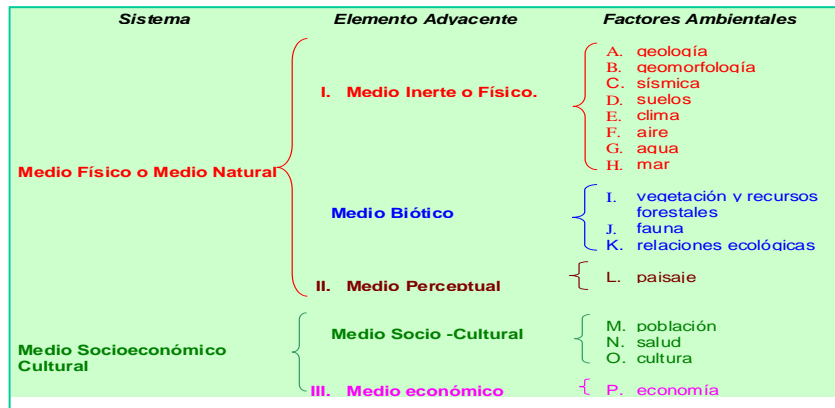 Sistema Elemento Adyacente Factores Ambientales
I. Medio Inerte o Físico.
A. geología
B. geomorfología
C. sísmica
D. suelos
E. clima
F. aire
G. agua
H. mar
Medio Físico o Medio Natural
Medio Biótico
I. vegetación y recursos
forestales
J. fauna
K. relaciones ecológicas
II. Medio Perceptual
L. paisaje
Medio Socioeconómico
Cultural
Medio Socio -Cultural
M. población
N. salud
O. cultura
III. Medio económico
P. economía